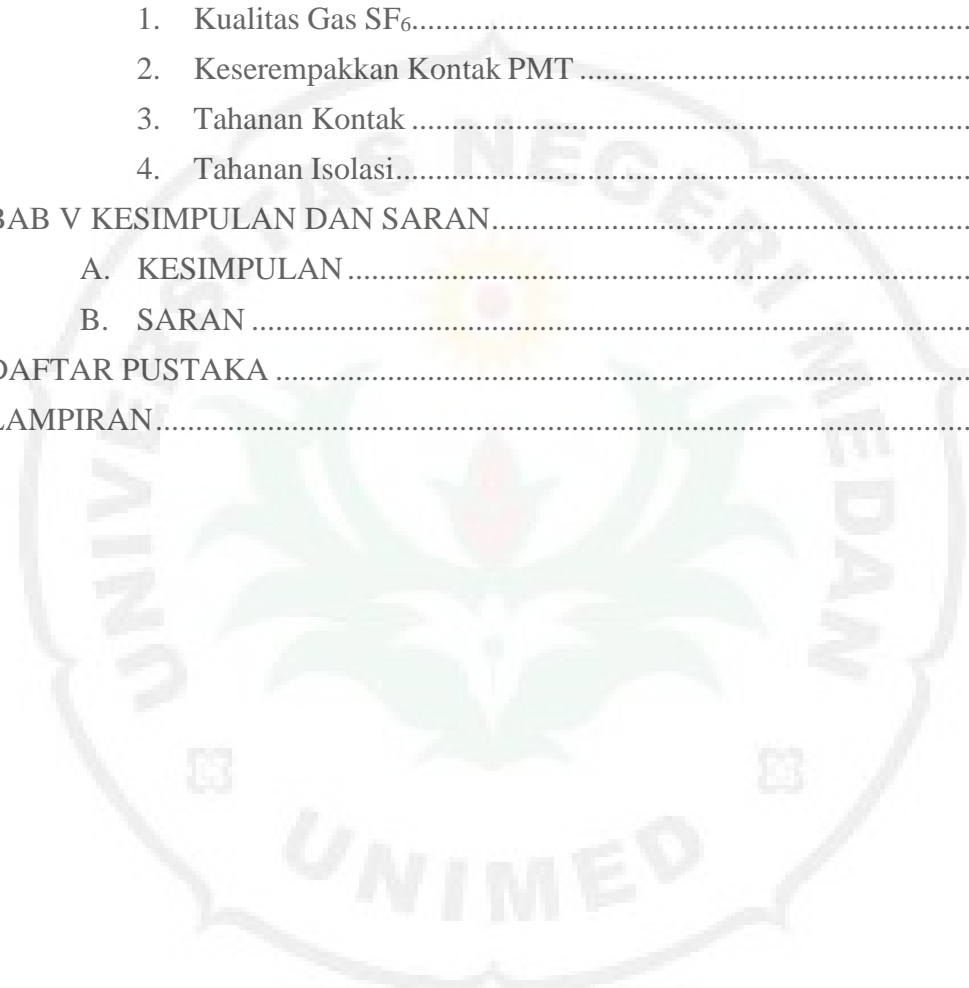 1. Kualitas Gas SF₆........................................................................................
2. Keserempakkan Kontak PMT ................................................................
3. Tahanan Kontak ........................................................................................
4. Tahanan Isolasi..........................................................................................
BAB V KESIMPULAN DAN SARAN................................................................
A. KESIMPULAN ................................................................................................
B. SARAN ............................................................................................................
DAFTAR PUSTAKA ............................................................................................
LAMPIRAN............................................................................................................
UNIVERSITAS NEGERI MEDAN
UNIMED